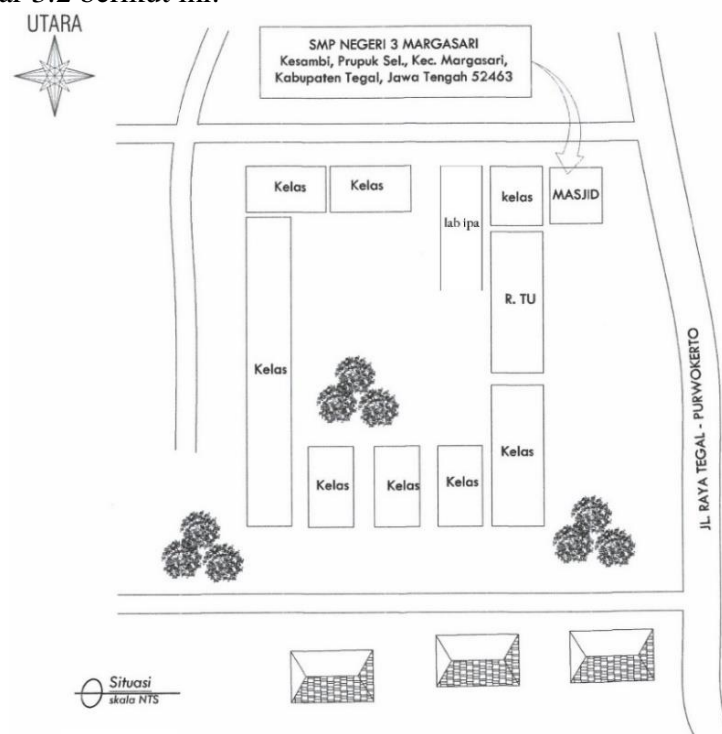 UTARA
SMP NEGERI 3 MARGASARI
Kesambi, Prupuk Sel., Kec. Margasari,
Kabupaten Tegal, Jawa Tengah 52463
Kelas
Kelas
kelas
MASJID
lab ipa
R. TU
Kelas
Kelas
Kelas
Kelas
Kelas
JL. RAYA TEGAL - PURWOKERTO
Situasi
skala NTS